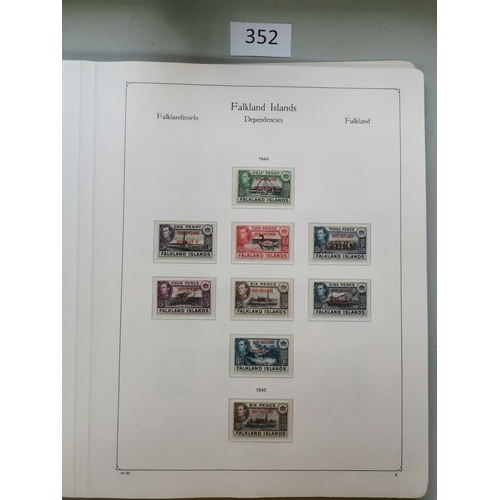 352
Falkland Islands
Falklandinseln Dependencies Falkland
1944
HALF PENNY
FALKLAND ISLANDS
ONE PENNY TWO PENCE THREE PENCE
FALKLAND ISLANDS FALKLAND ISLANDS FALKLAND ISLANDS
FOUR PENCE SIX PENCE NINE PENCE
FALKLAND ISLANDS FALKLAND ISLANDS FALKLAND ISLANDS
FALKLAND ISLANDS
1945
SIX PENCE
FALKLAND ISLANDS